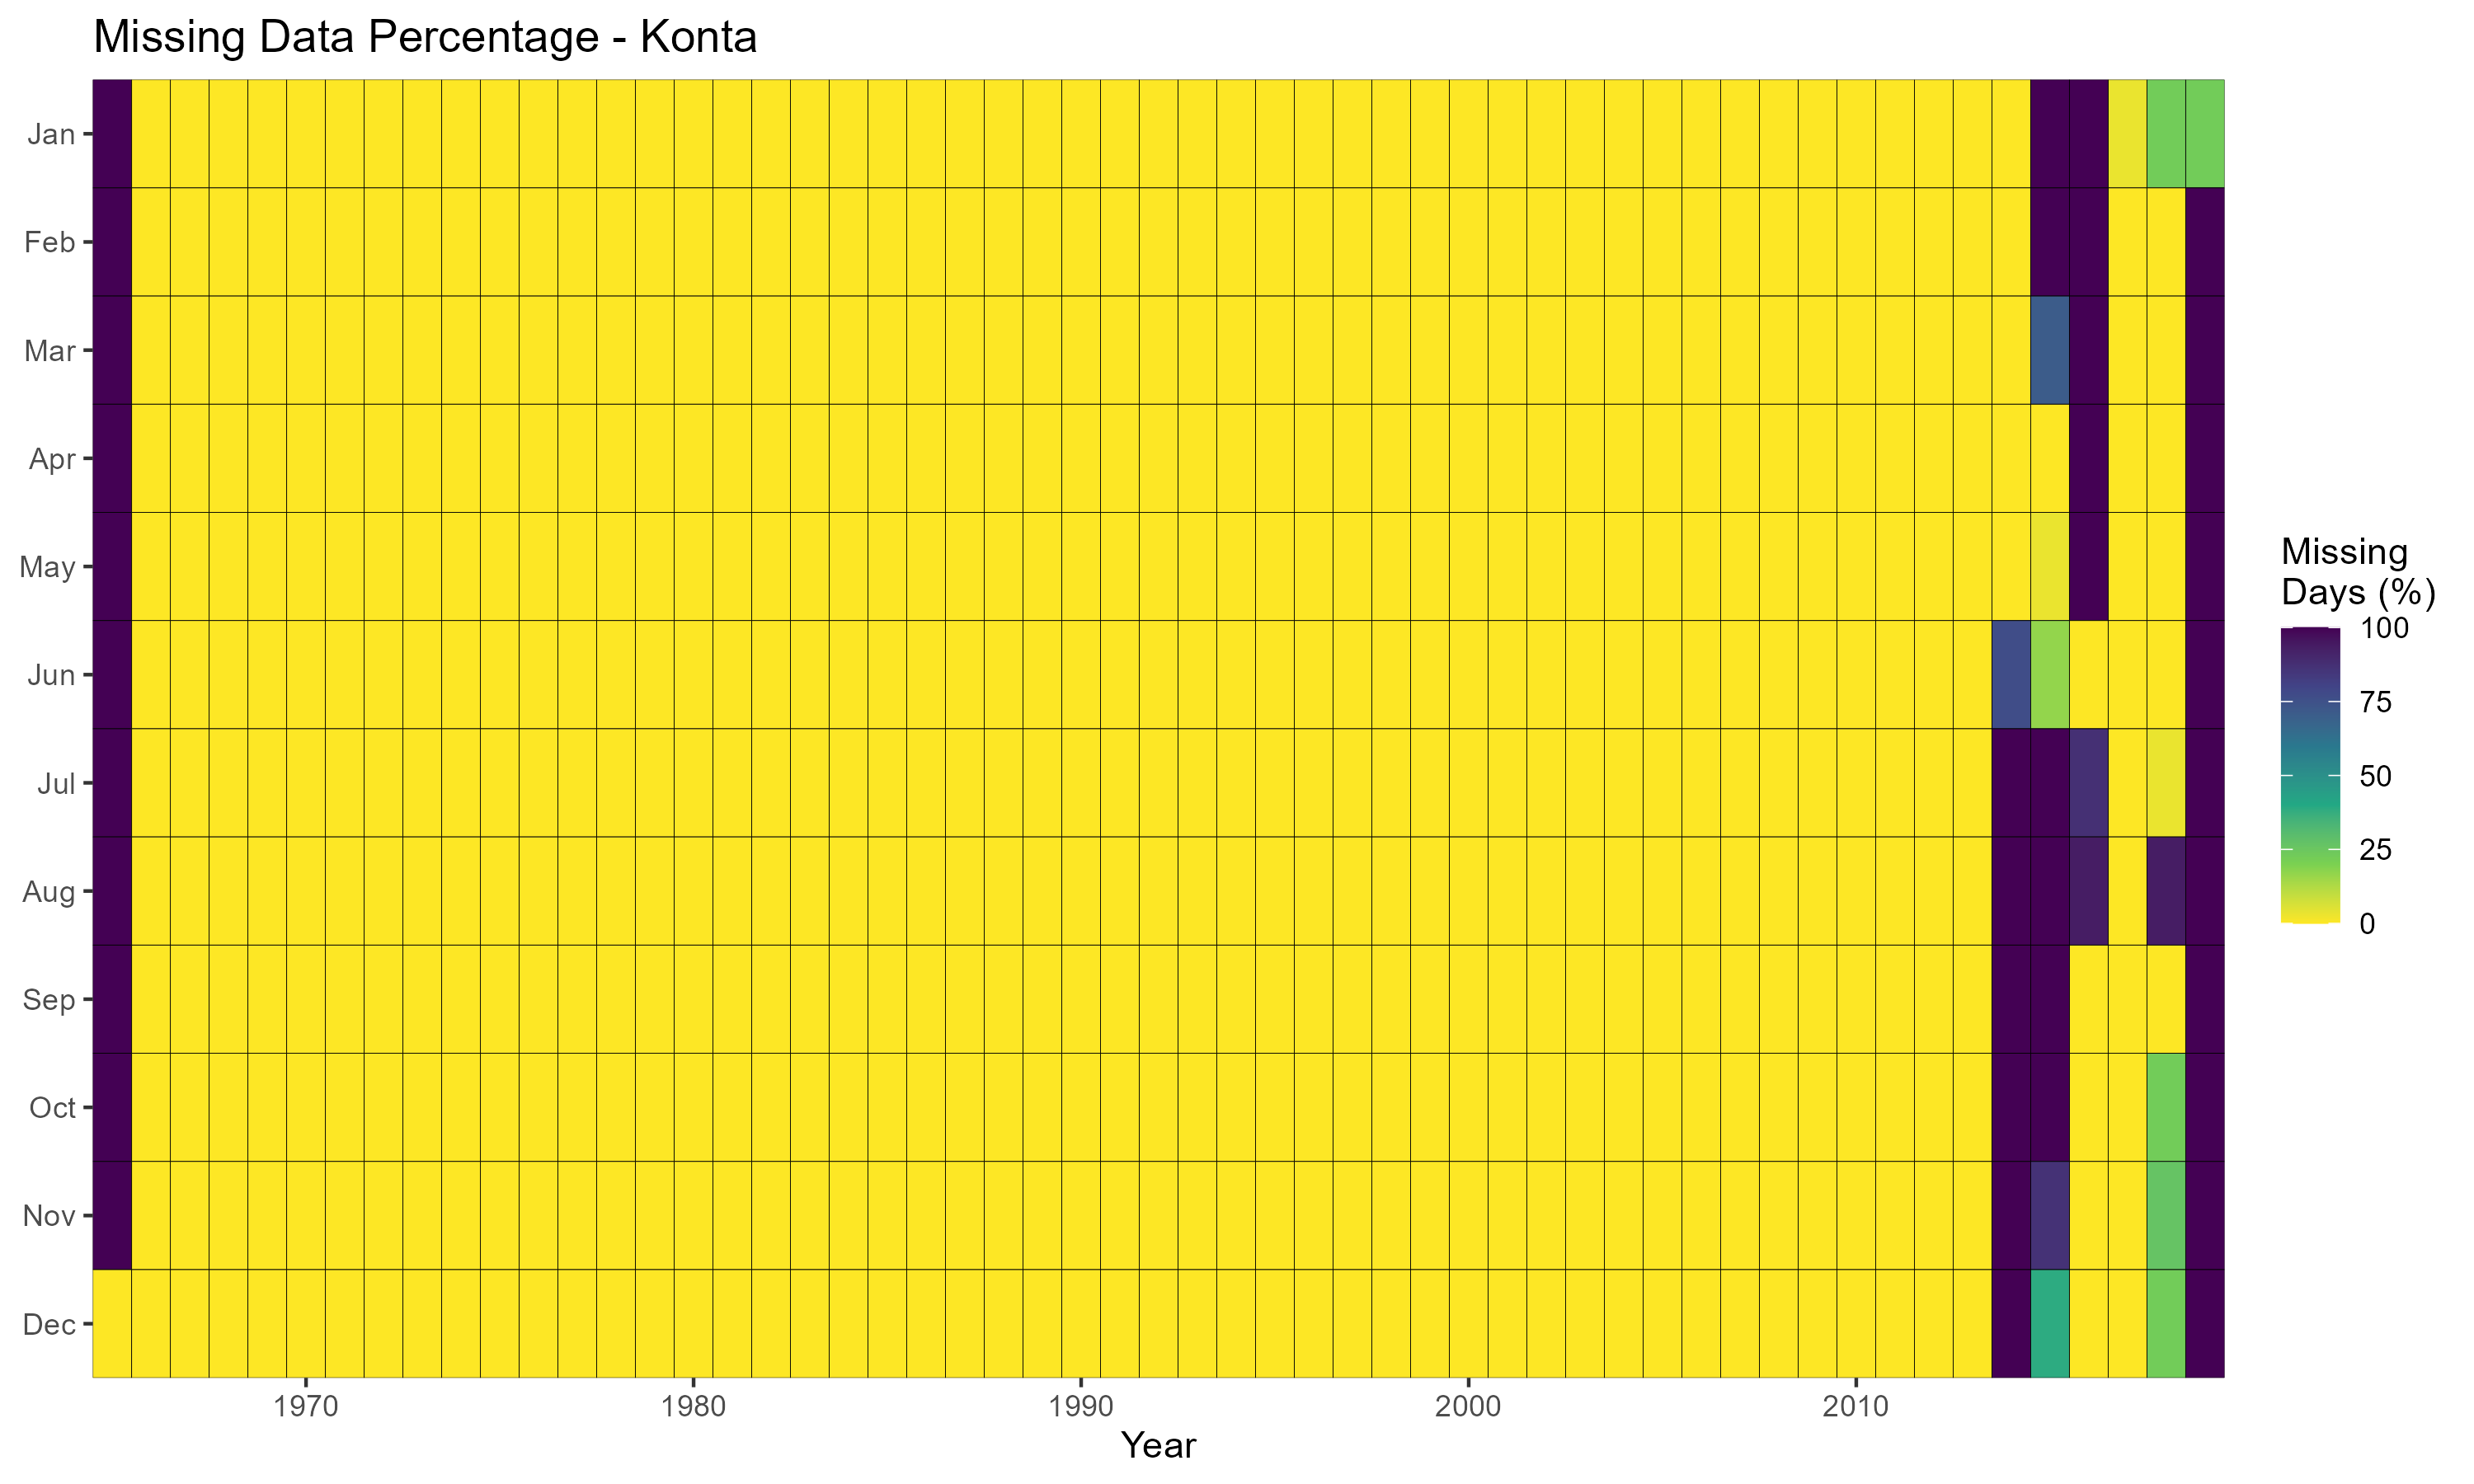 Missing Data Percentage - Konta
Jan
Feb
Mar
Apr
May
Jun
Jul
Aug
Sep
Oct
Nov
Dec
1970 1980 1990 2000 2010
Year
Missing
Days (%)
100
75
50
25
0